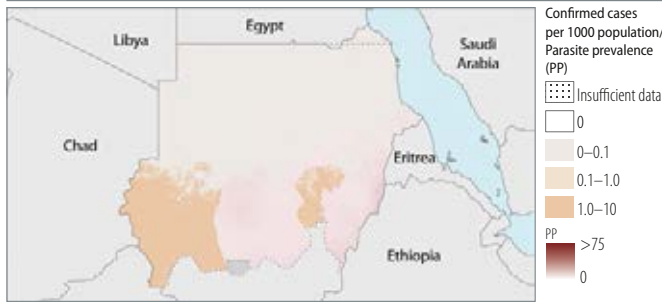 Egypt
Libya
Saudi
Arabia
Chad
Eritrea
Ethiopia
Confirmed cases
per 1000 population/
Parasite prevalence
(PP)
Insufficient data
0
0–0.1
0.1–1.0
1.0–10
PP
>75
0